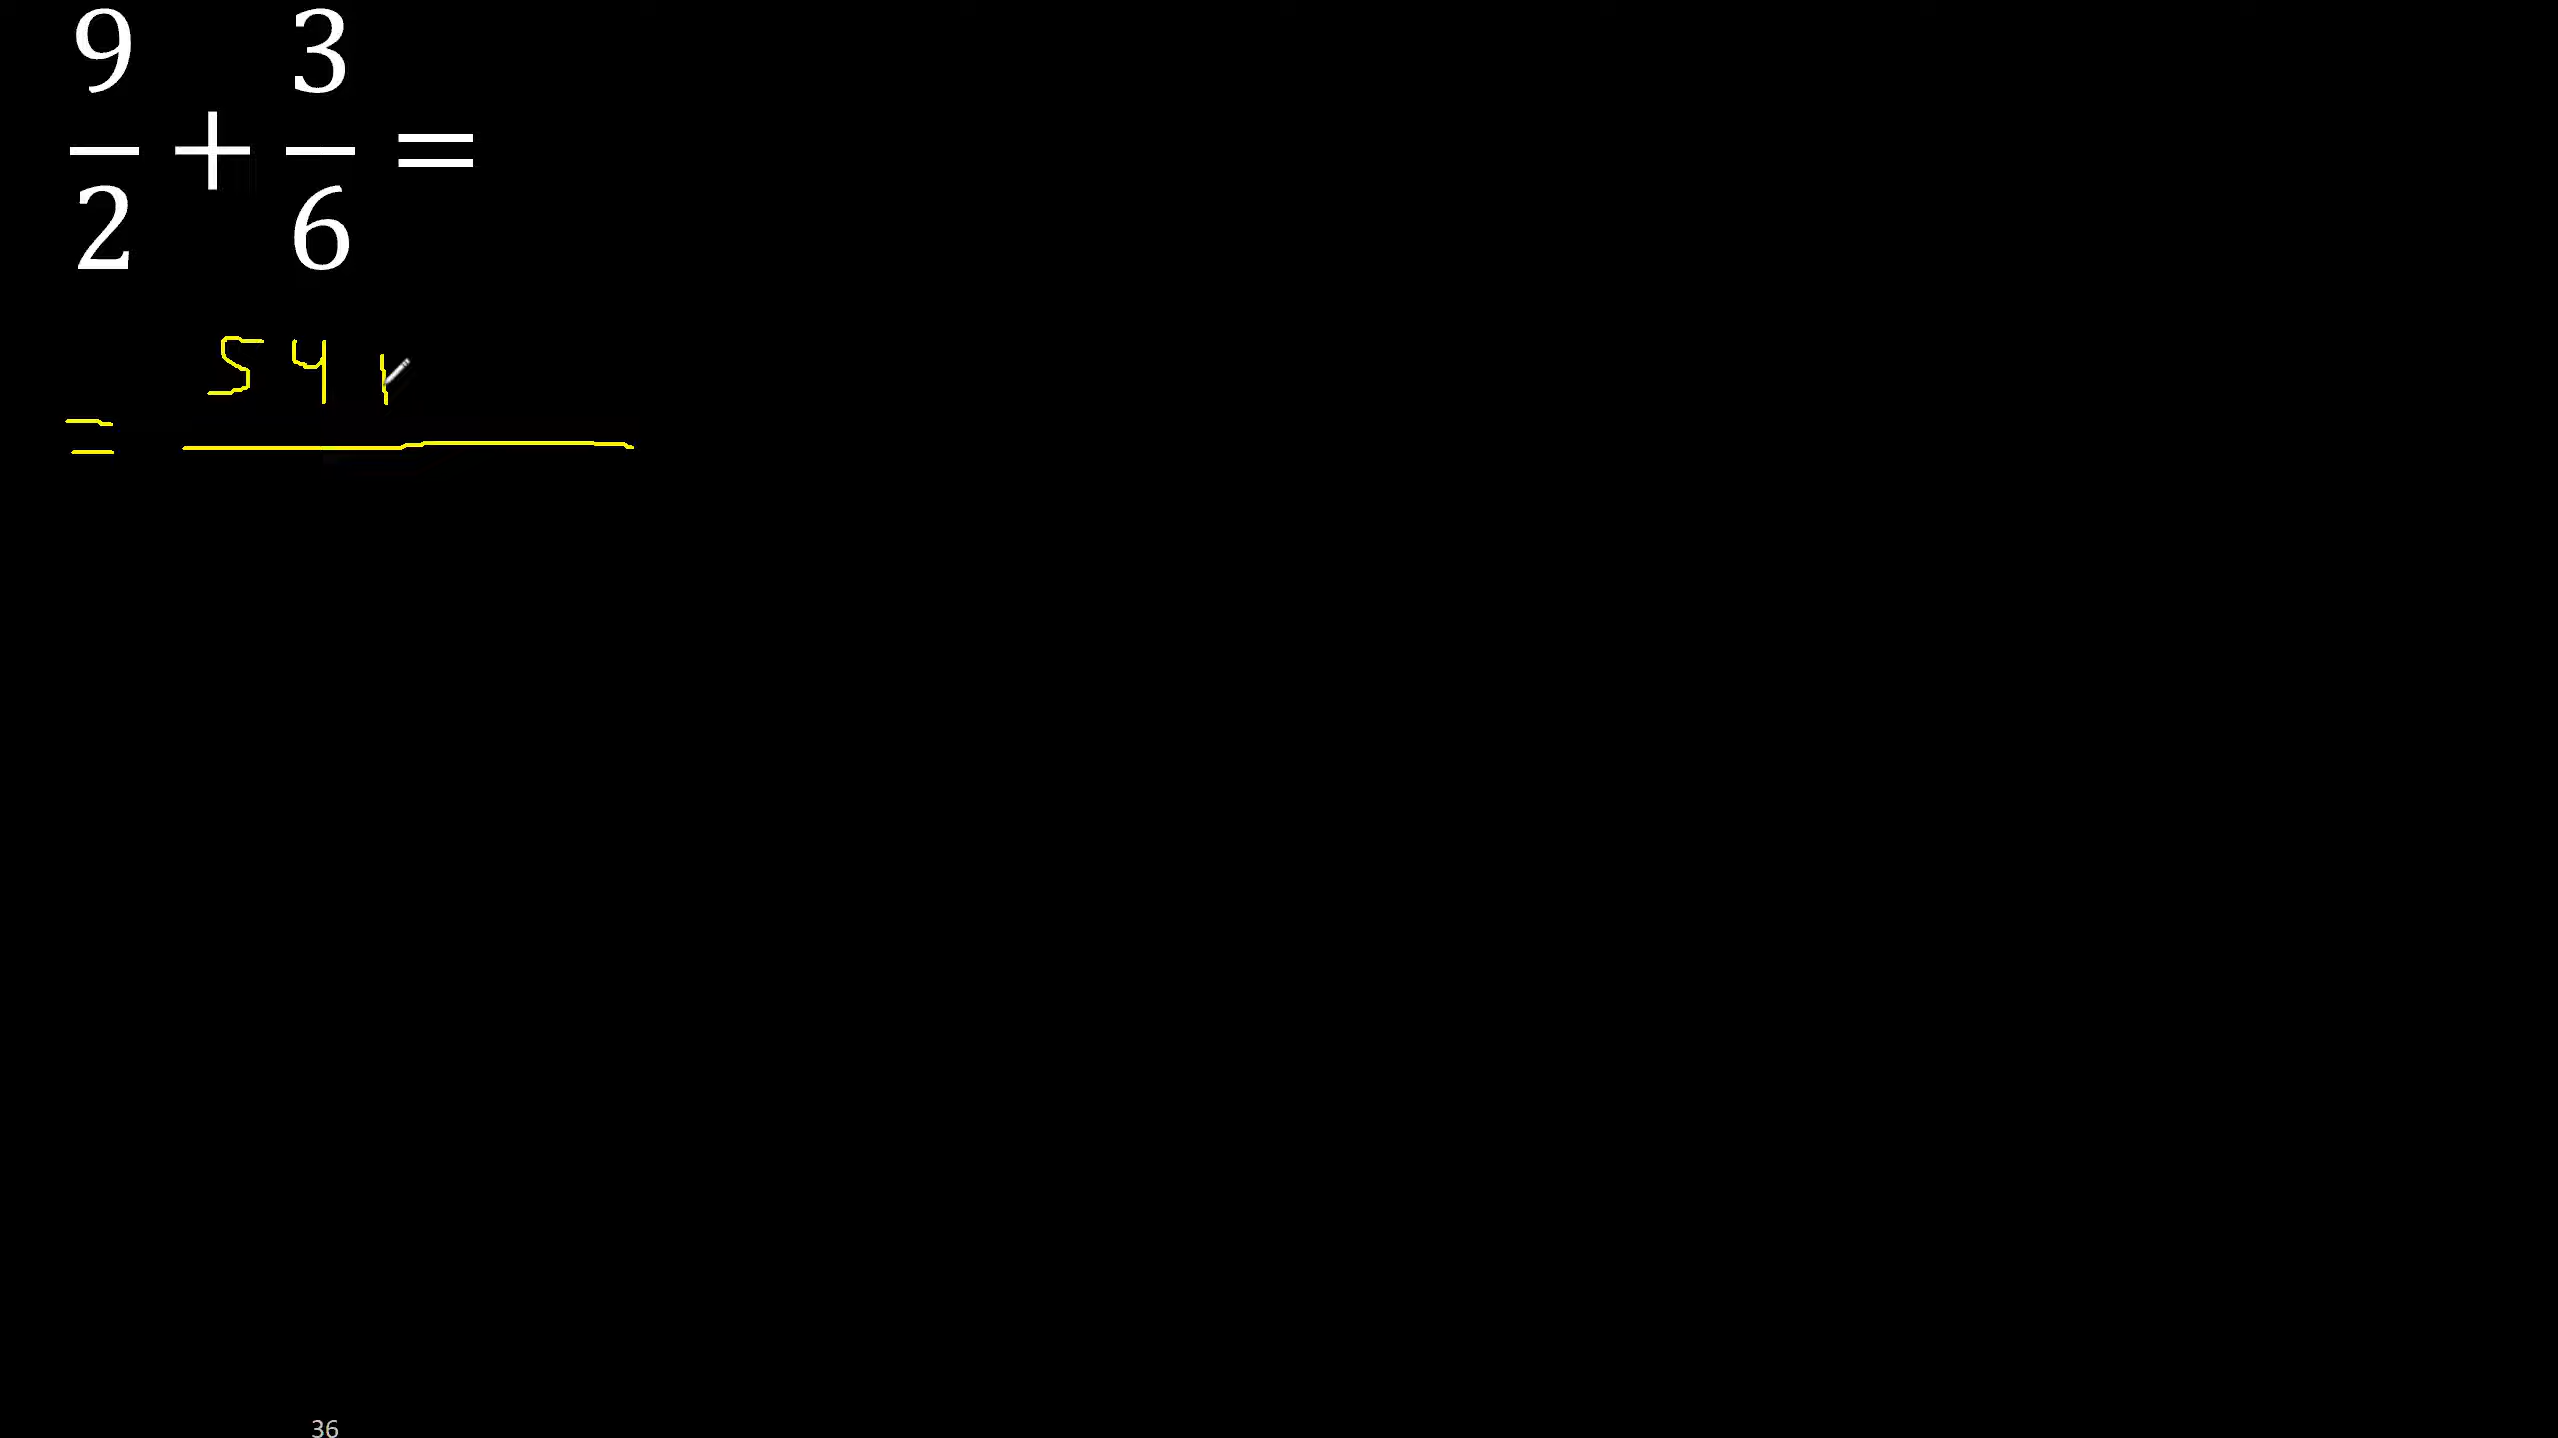 9/2 + 3/6 =
= 54
36